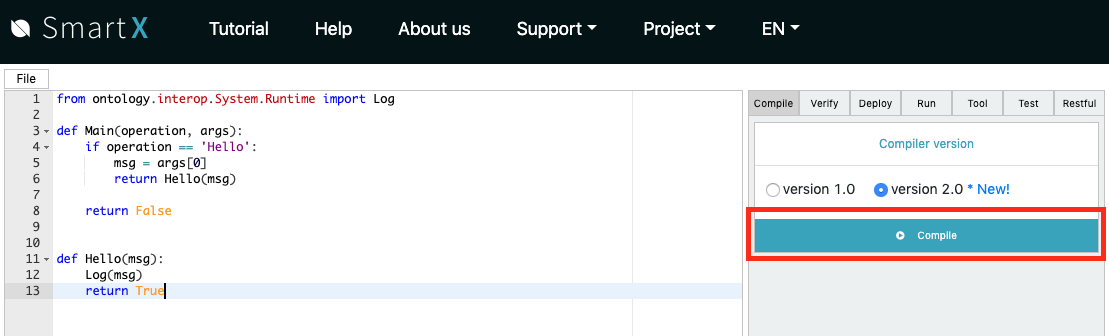 SmartX Tutorial Help About us Support Project EN
File
1 from ontology.interop.System.Runtime import Log
2
3 def Main(operation, args):
4 if operation == 'Hello':
5 msg = args[0]
6 return Hello(msg)
7
8 return False
9
10
11 def Hello(msg):
12 Log(msg)
13 return True
Compile Verify Deploy Run Tool Test Restful
Compiler version
version 1.0 version 2.0 * New!
Compile